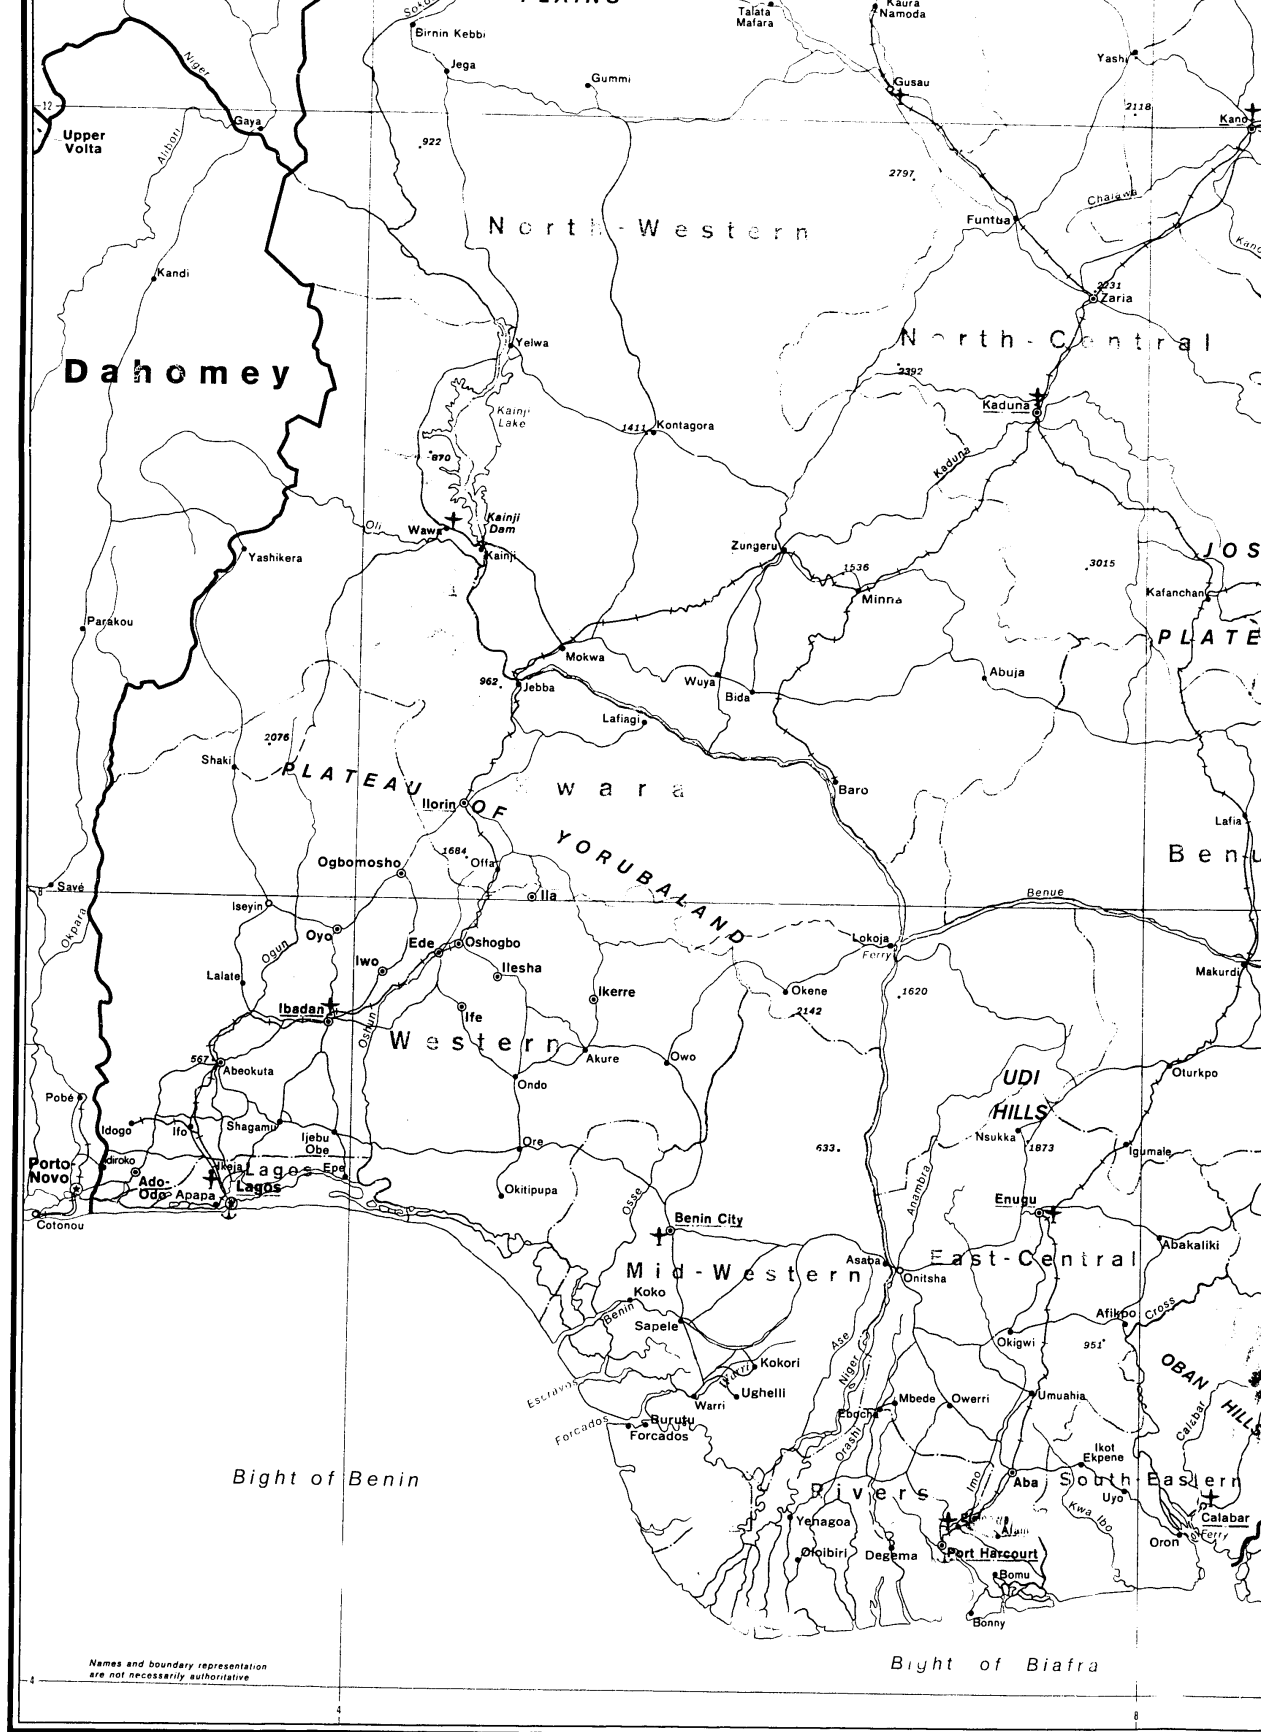 PLAINS
Birnin Kebbi
Jega
Gummi
Talata
Mafara
Kaura
Namoda
Gusau
Yashi
2118
Kano
12
Upper
Volta
Niger
Gaya
Alibori
922
2797
Chalawa
Funtua
North-Western
Kandi
2231
Zaria
Yelwa
North-Central
Dahomey
2392
Kainji
Lake
1411
Kontagora
Kaduna
Kaduna
870
Oli
Wawa
Kainji
Dam
Kainji
Yashikera
Zungeru
1536
Minna
3015
JOS
Kafanchan
PLATE
Parakou
Mokwa
962
Jebba
Wuya
Bida
Abuja
Lafiagi
2076
Shaki
PLATEAU OF YORUBALAND
wara
Baro
Ilorin
Lafia
Ogbomosho
1684
Offa
Benu
8
Savé
Ila
Iseyin
Benue
Okpara
Oyo
Ogun
Ede
Oshogbo
Lokoja
Ferry
Iwo
Ilesha
Makurdi
Lalate
Okene
1620
Ibadan
Ikerre
Ife
2142
Oshun
Western
567
Abeokuta
Akure
Owo
Oturkpo
Ondo
UDI
HILLS
Pobé
Idogo
Ifo
Shagamu
Ijebu
Obe
Ore
633
Nsukka
1873
Igumale
Porto-
Novo
Idiroko
Ado-
Odo
Ikeja
Lagos
Epe
Apapa
Lagos
Okitipupa
Osse
Anambra
Enugu
Cotonou
Benin City
Abakaliki
Mid-Western
Asaba
Onitsha
East-Central
Koko
Benin
Sapele
Afikpo
Cross
Okigwi
951
Ase
Niger
Kokori
Warri
Ughelli
OBAN HILLS
Escravos
Warri
Mbede
Owerri
Umuahia
Ebocha
Calabar
Forcados
Burutu
Forcados
Orashi
Ikot
Ekpene
Bight of Benin
Rivers
Imo
Aba
South-Eastern
Uyo
Kwa Ibo
Yenagoa
Calabar
Ferry
Oron
Oloibiri
Degema
Port Harcourt
Bomu
Bonny
Names and boundary representation
are not necessarily authoritative
Bight of Biafra
4
4
8